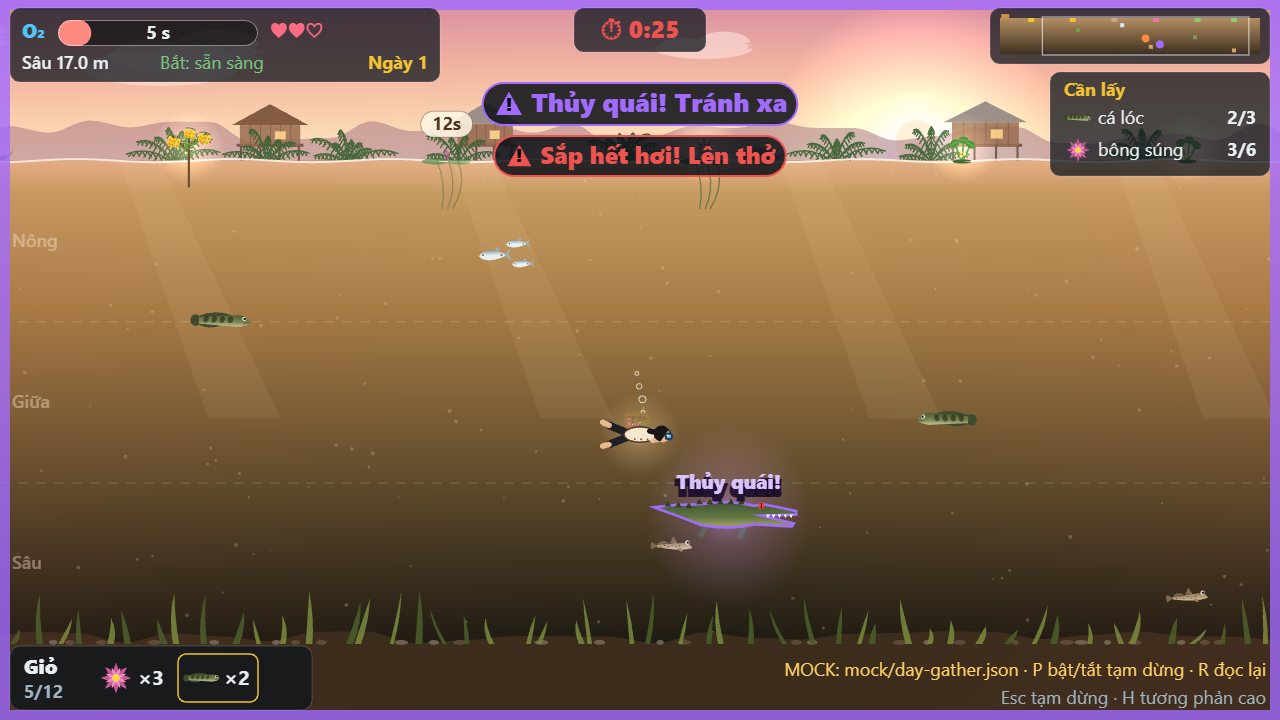 O₂ 5 s
Sâu 17.0 m Bắt: sẵn sàng Ngày 1
0:25
Thủy quái! Tránh xa
12s
Sắp hết hơi! Lên thở
Cần lấy
cá lóc 2/3
bông súng 3/6
Nông
Giữa
Thủy quái!
Sâu
Giỏ
5/12
×3
×2
MOCK: mock/day-gather.json · P bật/tắt tạm dừng · R đọc lại
Esc tạm dừng · H tương phản cao